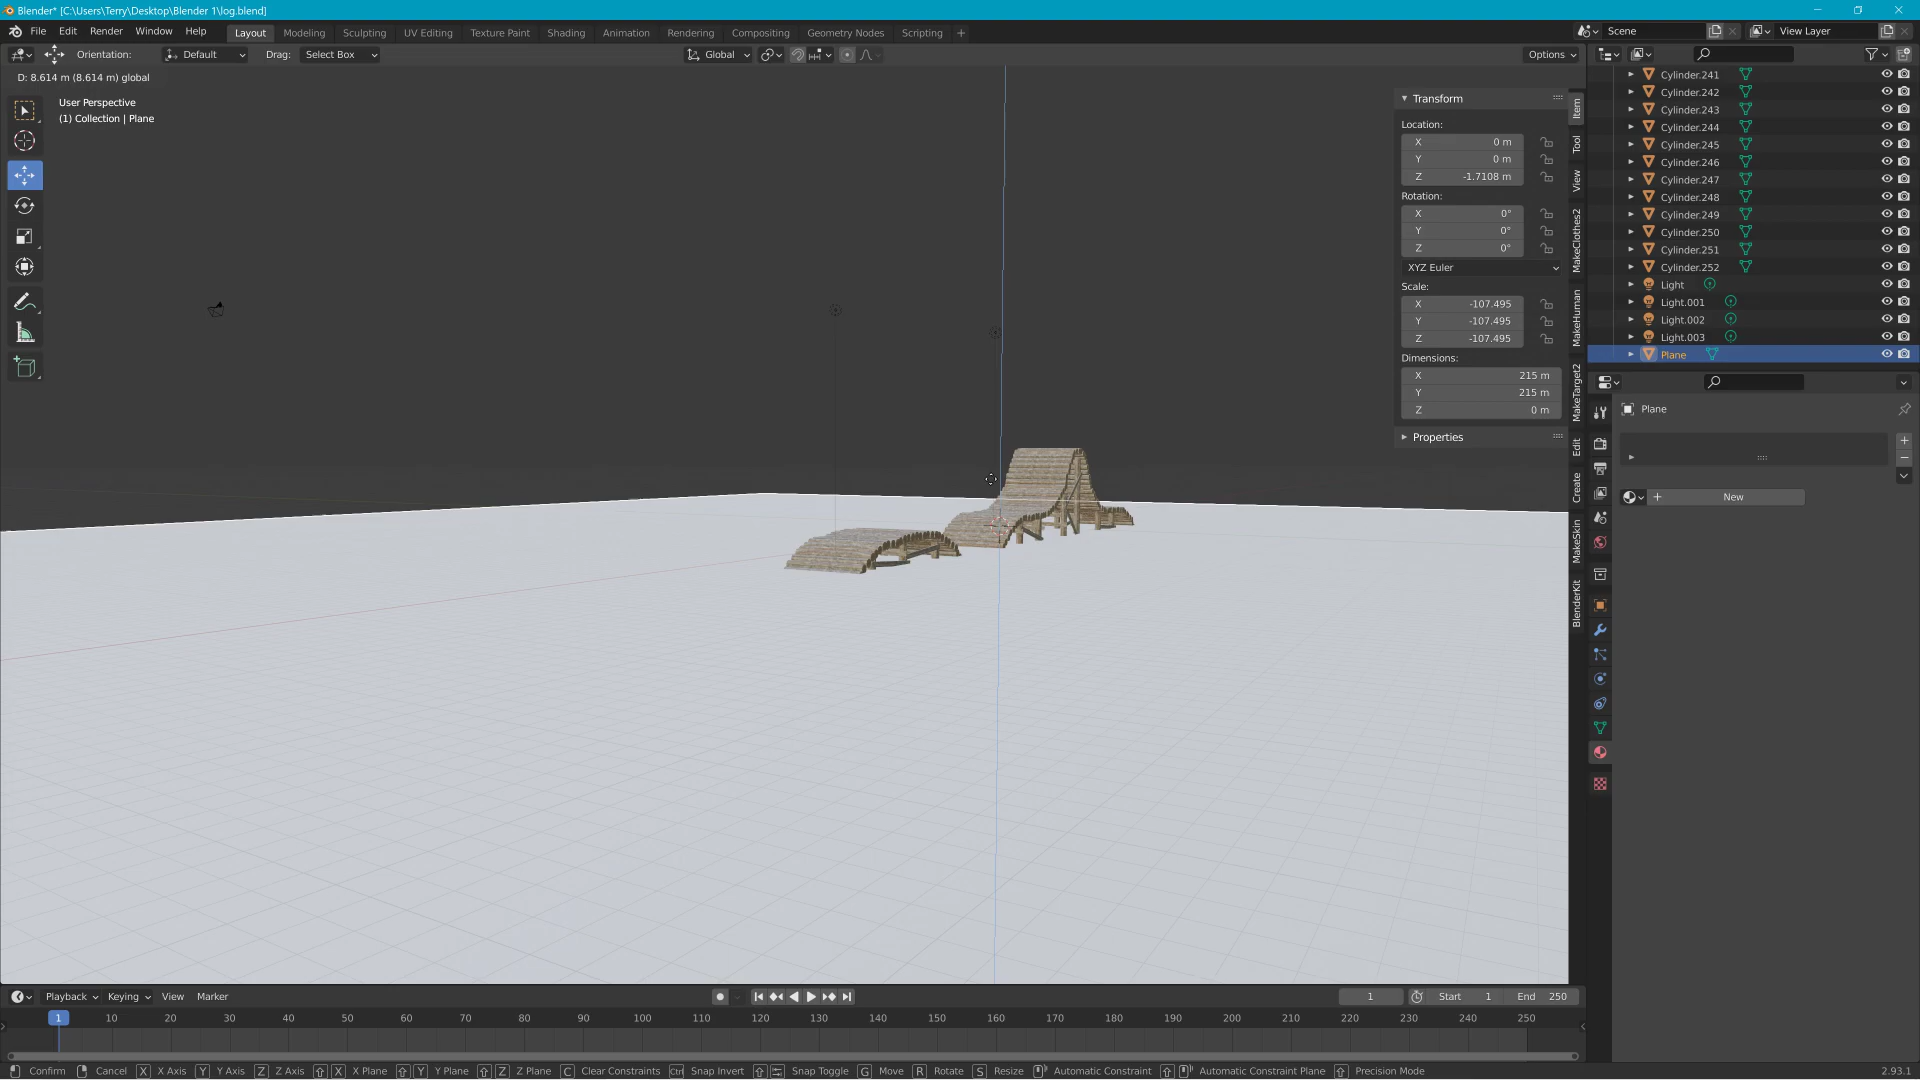 Blender* [C:\Users\Terry\Desktop\Blender 1\log.blend]
File Edit Render Window Help Layout Modeling Sculpting UV Editing Texture Paint Shading Animation Rendering Compositing Geometry Nodes Scripting + Scene View Layer
Orientation: Default Drag: Select Box Global Options
D: 8.614 m (8.614 m) global
User Perspective
(1) Collection | Plane
Transform
Location:
X 0 m
Y 0 m
Z -1.7108 m
Rotation:
X 0°
Y 0°
Z 0°
XYZ Euler
Scale:
X -107.495
Y -107.495
Z -107.495
Dimensions:
X 215 m
Y 215 m
Z 0 m
Properties
Item
Tool
View
MakeClothes2
MakeHuman
MakeTarget2
Edit
Create
MakeSkin
BlenderKit
Cylinder.241
Cylinder.242
Cylinder.243
Cylinder.244
Cylinder.245
Cylinder.246
Cylinder.247
Cylinder.248
Cylinder.249
Cylinder.250
Cylinder.251
Cylinder.252
Light
Light.001
Light.002
Light.003
Plane
Plane
New
Playback Keying View Marker 1 Start 1 End 250
1 10 20 30 40 50 60 70 80 90 100 110 120 130 140 150 160 170 180 190 200 210 220 230 240 250
Confirm Cancel X X Axis Y Y Axis Z Z Axis X X Plane Y Y Plane Z Z Plane C Clear Constraints Ctrl Snap Invert Snap Toggle G Move R Rotate S Resize Automatic Constraint Automatic Constraint Plane Precision Mode 2.93.1